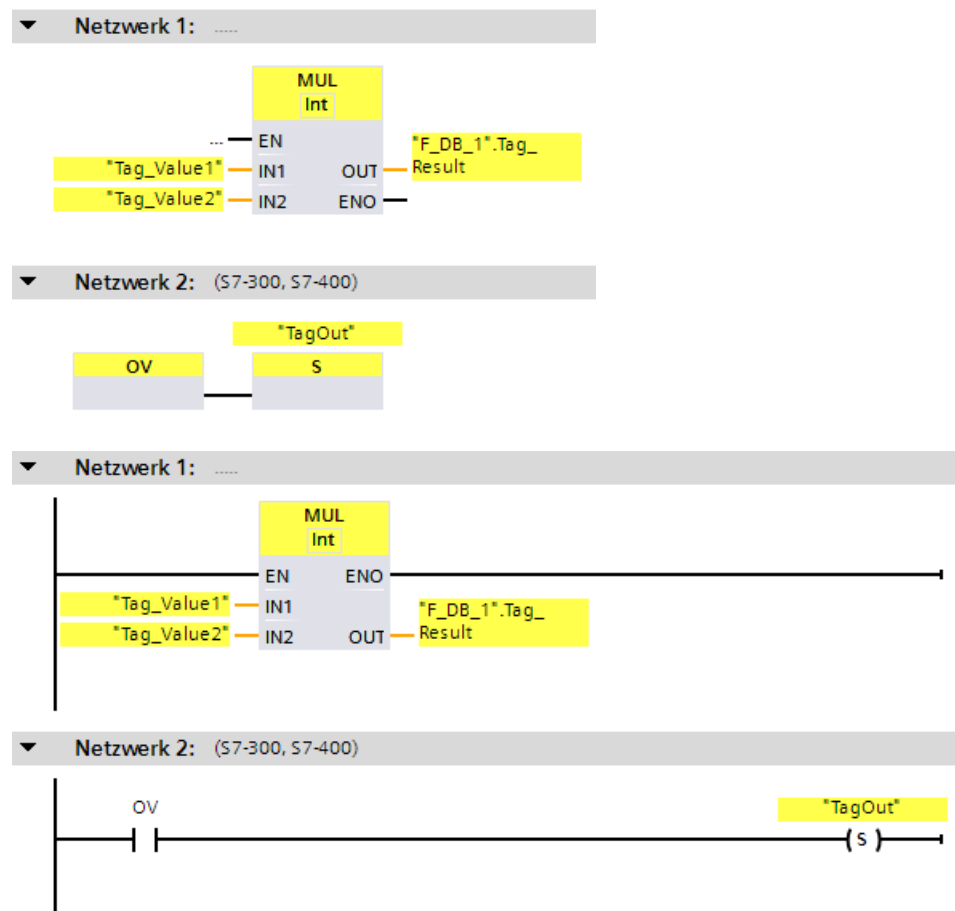 Netzwerk 1: .....
MUL
Int
... EN
"Tag_Value1" IN1 OUT "F_DB_1".Tag_
Result
"Tag_Value2" IN2 ENO
Netzwerk 2: (S7-300, S7-400)
"TagOut"
OV S
Netzwerk 1: .....
MUL
Int
EN ENO
"Tag_Value1" IN1 "F_DB_1".Tag_
"Tag_Value2" IN2 OUT Result
Netzwerk 2: (S7-300, S7-400)
OV "TagOut"
( S )